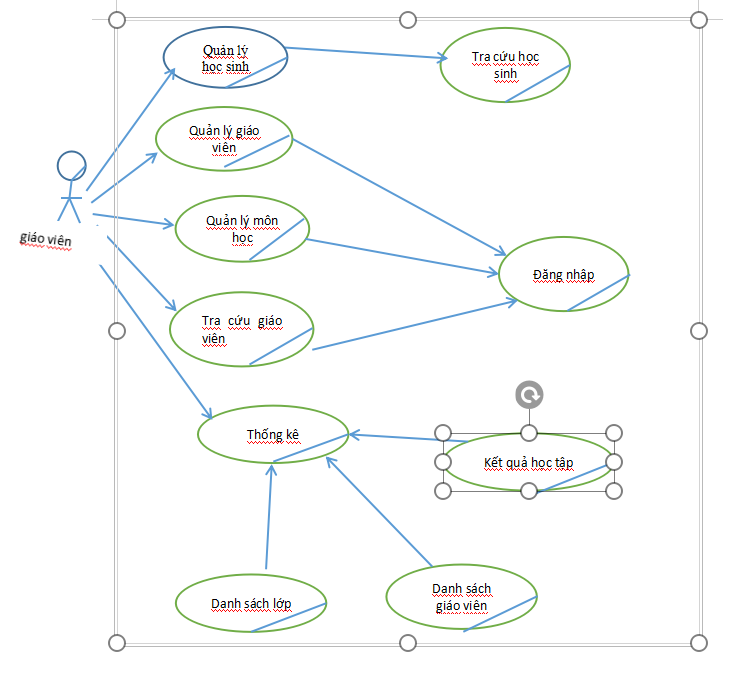 Quản lý
học sinh
Tra cứu học
sinh
Quản lý giáo
viên
giáo viên
Quản lý môn
học
Đăng nhập
Tra cứu giáo
viên
Thống kê
Kết quả học tập
Danh sách lớp
Danh sách
giáo viên